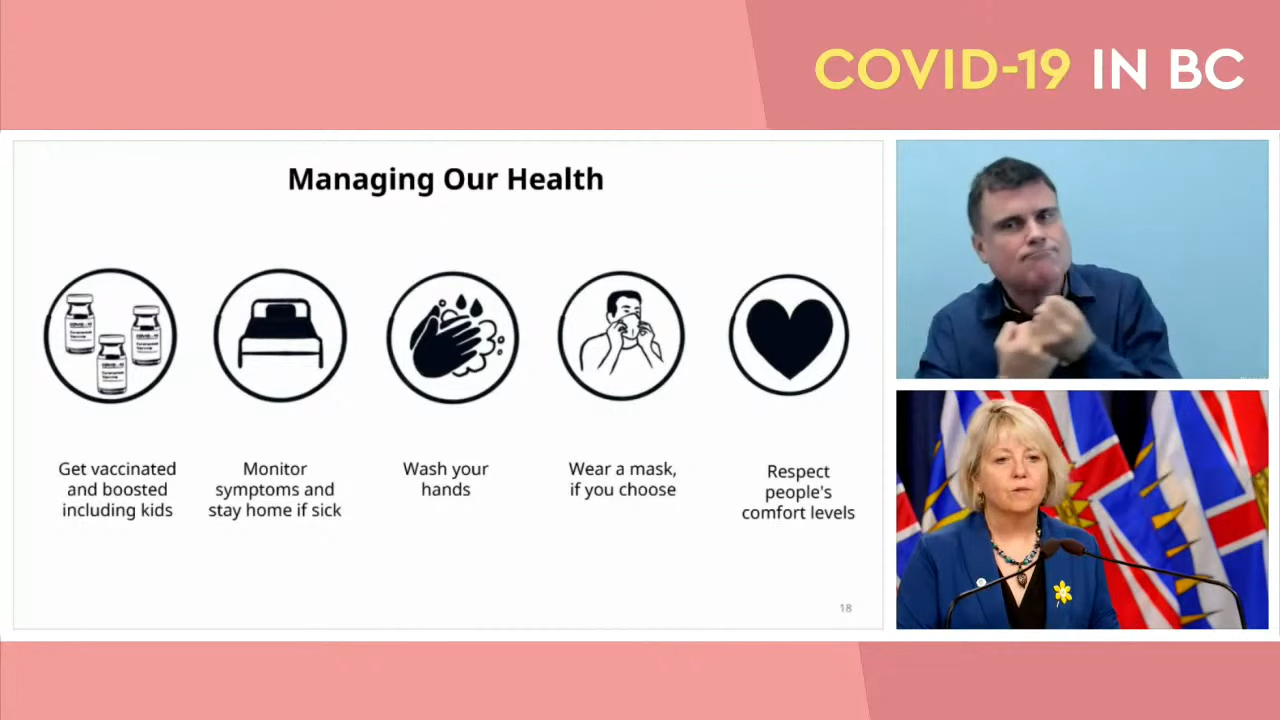 COVID-19 IN BC
Managing Our Health
Get vaccinated
and boosted
including kids
Monitor
symptoms and
stay home if sick
Wash your
hands
Wear a mask,
if you choose
Respect
people's
comfort levels
18